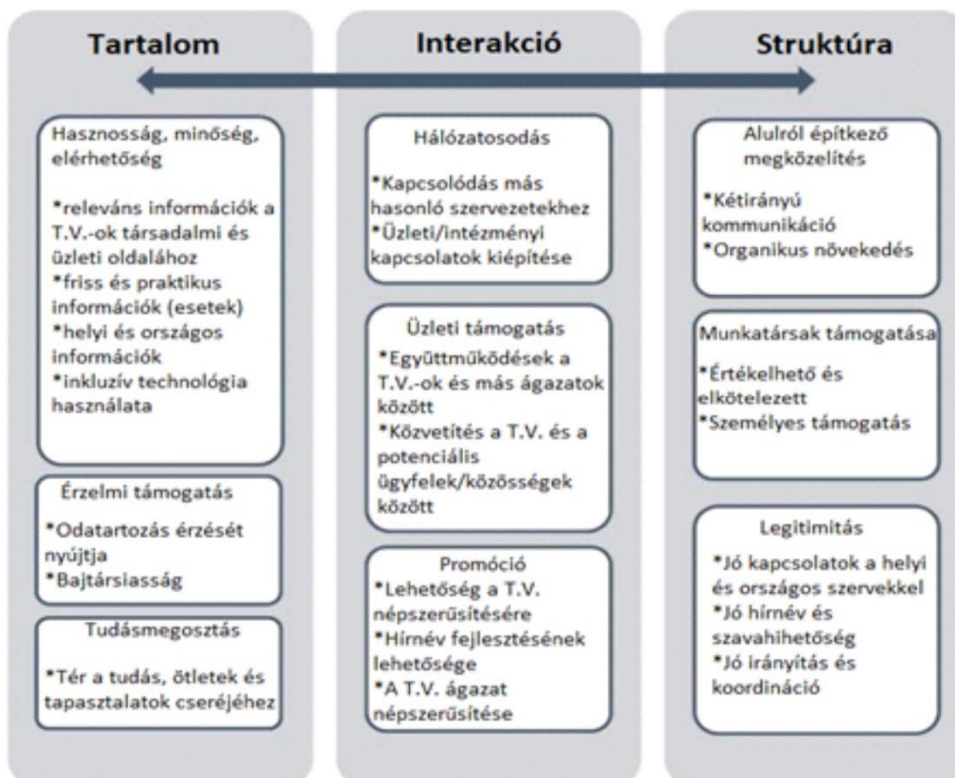 Tartalom
Hasznosság, minőség,
elérhetőség
*releváns információk a
T.V.-ok társadalmi és
üzleti oldalához
*friss és praktikus
információk (esetek)
*helyi és országos
információk
*inkluzív technológia
használata
Érzelmi támogatás
*Odatartozás érzését
nyújtja
*Bajtársiasság
Tudásmegosztás
*Tér a tudás, ötletek és
tapasztalatok cseréjéhez
Interakció
Hálózatosodás
*Kapcsolódás más
hasonló szervezetekhez
*Üzleti/intézményi
kapcsolatok kiépítése
Üzleti támogatás
*Együttműködések a
T.V.-ok és más ágazatok
között
*Közvetítés a T.V. és a
potenciális
ügyfelek/közösségek
között
Promóció
*Lehetőség a T.V.
népszerűsítésére
*Hírnév fejlesztésének
lehetősége
*A T.V. ágazat
népszerűsítése
Struktúra
Alulról építkező
megközelítés
*Kétirányú
kommunikáció
*Organikus növekedés
Munkatársak támogatása
*Értékelhető és
elkötelezett
*Személyes támogatás
Legitimitás
*Jó kapcsolatok a helyi
és országos szervekkel
*Jó hírnév és
szavahihetőség
*Jó irányítás és
koordináció